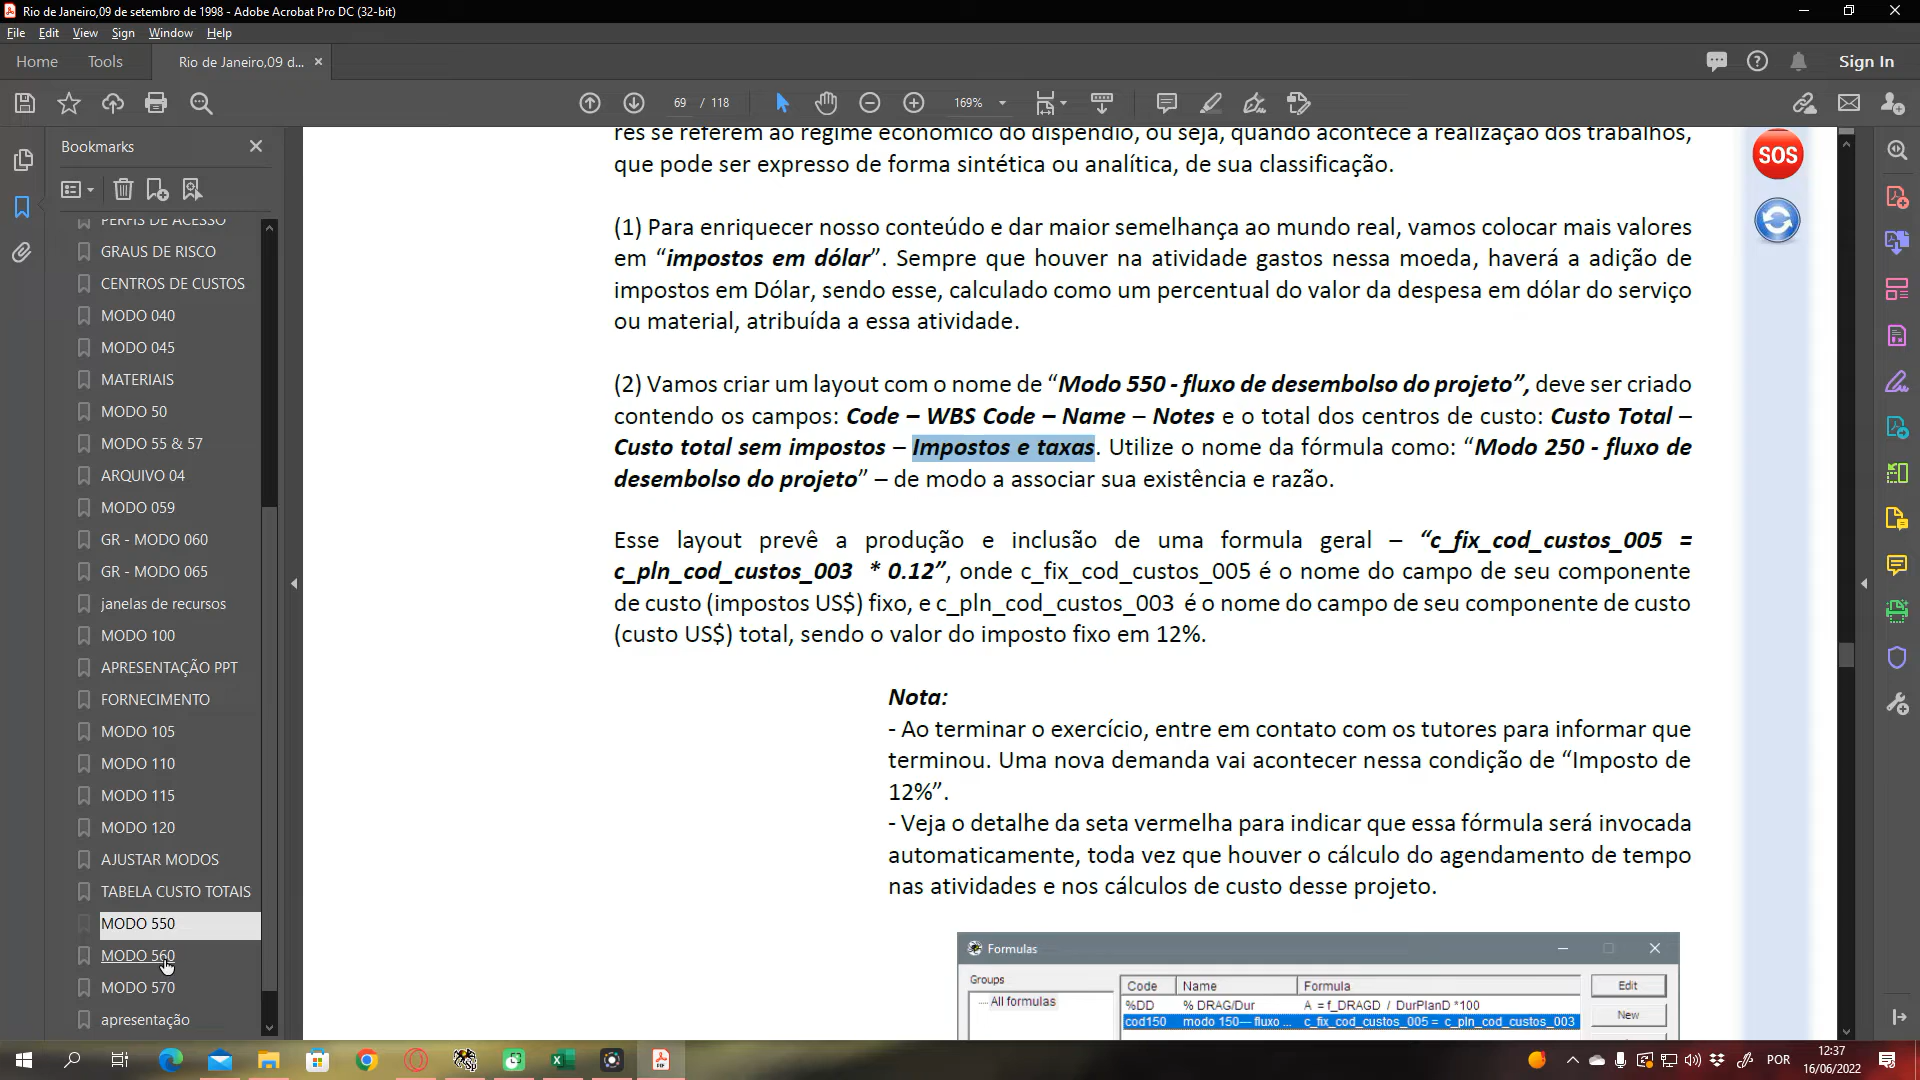 Rio de Janeiro,09 de setembro de 1998 - Adobe Acrobat Pro DC (32-bit)
File Edit View Sign Window Help
Home Tools Rio de Janeiro,09 d... × Sign In
69 / 118 169%
Bookmarks
PERFIS DE ACESSO
GRAUS DE RISCO
CENTROS DE CUSTOS
MODO 040
MODO 045
MATERIAIS
MODO 50
MODO 55 & 57
ARQUIVO 04
MODO 059
GR - MODO 060
GR - MODO 065
janelas de recursos
MODO 100
APRESENTAÇÃO PPT
FORNECIMENTO
MODO 105
MODO 110
MODO 115
MODO 120
AJUSTAR MODOS
TABELA CUSTO TOTAIS
MODO 550
MODO 560
MODO 570
apresentação
res se referem ao regime econômico do dispêndio, ou seja, quando acontece a realização dos trabalhos,
que pode ser expresso de forma sintética ou analítica, de sua classificação.
(1) Para enriquecer nosso conteúdo e dar maior semelhança ao mundo real, vamos colocar mais valores
em “impostos em dólar”. Sempre que houver na atividade gastos nessa moeda, haverá a adição de
impostos em Dólar, sendo esse, calculado como um percentual do valor da despesa em dólar do serviço
ou material, atribuída a essa atividade.
(2) Vamos criar um layout com o nome de “Modo 550 - fluxo de desembolso do projeto”, deve ser criado
contendo os campos: Code – WBS Code – Name – Notes e o total dos centros de custo: Custo Total –
Custo total sem impostos – Impostos e taxas. Utilize o nome da fórmula como: “Modo 250 - fluxo de
desembolso do projeto” – de modo a associar sua existência e razão.
Esse layout prevê a produção e inclusão de uma formula geral – “c_fix_cod_custos_005 =
c_pln_cod_custos_003 * 0.12”, onde c_fix_cod_custos_005 é o nome do campo de seu componente
de custo (impostos US$) fixo, e c_pln_cod_custos_003 é o nome do campo de seu componente de custo
(custo US$) total, sendo o valor do imposto fixo em 12%.
Nota:
- Ao terminar o exercício, entre em contato com os tutores para informar que
terminou. Uma nova demanda vai acontecer nessa condição de “Imposto de
12%”.
- Veja o detalhe da seta vermelha para indicar que essa fórmula será invocada
automaticamente, toda vez que houver o cálculo do agendamento de tempo
nas atividades e nos cálculos de custo desse projeto.
Formulas
Groups
All formulas
Code Name Formula
%DD % DRAG/Dur A = f_DRAGD / DurPlanD *100
cod150 modo 150--- fluxo ... c_fix_cod_custos_005 = c_pln_cod_custos_003
Edit
New
SOS
POR
12:37
16/06/2022